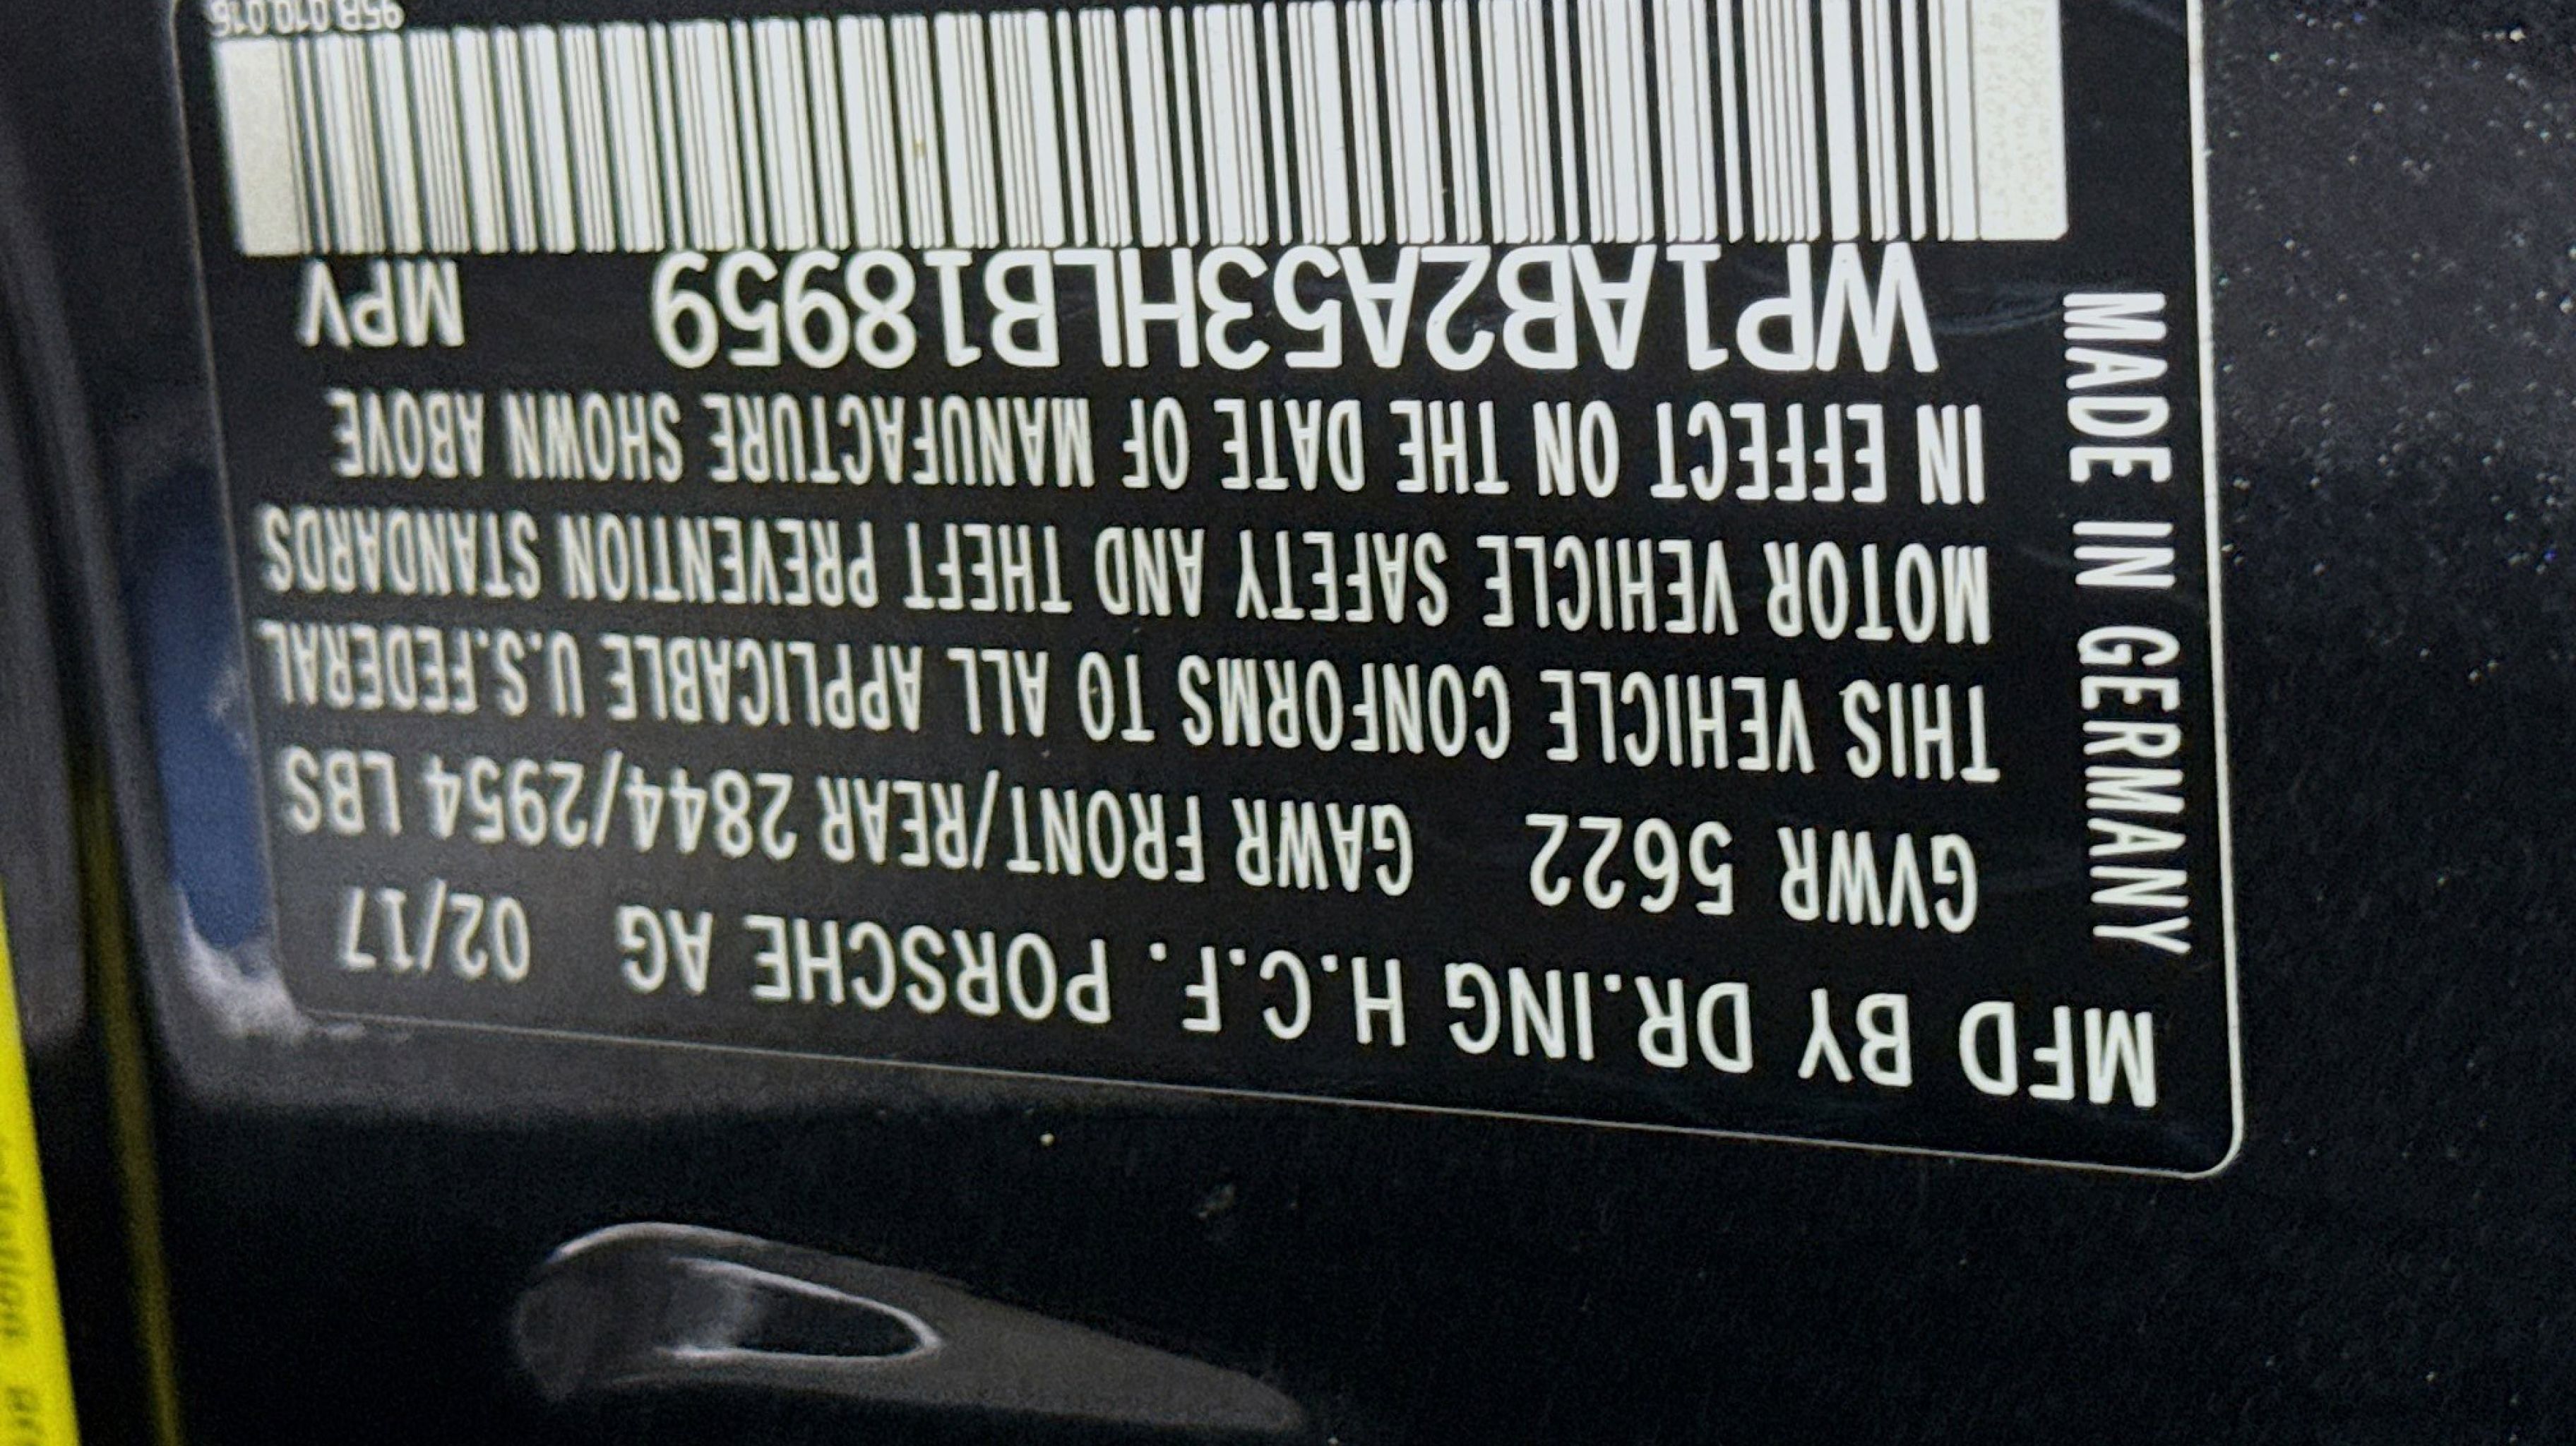 MFD BY DR.ING H.C.F. PORSCHE AG 02/17
GVWR 5622 GAWR FRONT/REAR 2844/2954 LBS
THIS VEHICLE CONFORMS TO ALL APPLICABLE U.S.FEDERAL
MOTOR VEHICLE SAFETY AND THEFT PREVENTION STANDARDS
IN EFFECT ON THE DATE OF MANUFACTURE SHOWN ABOVE
WP1AB2A53HLB18959 MPV
95B.010.016
MADE IN GERMANY